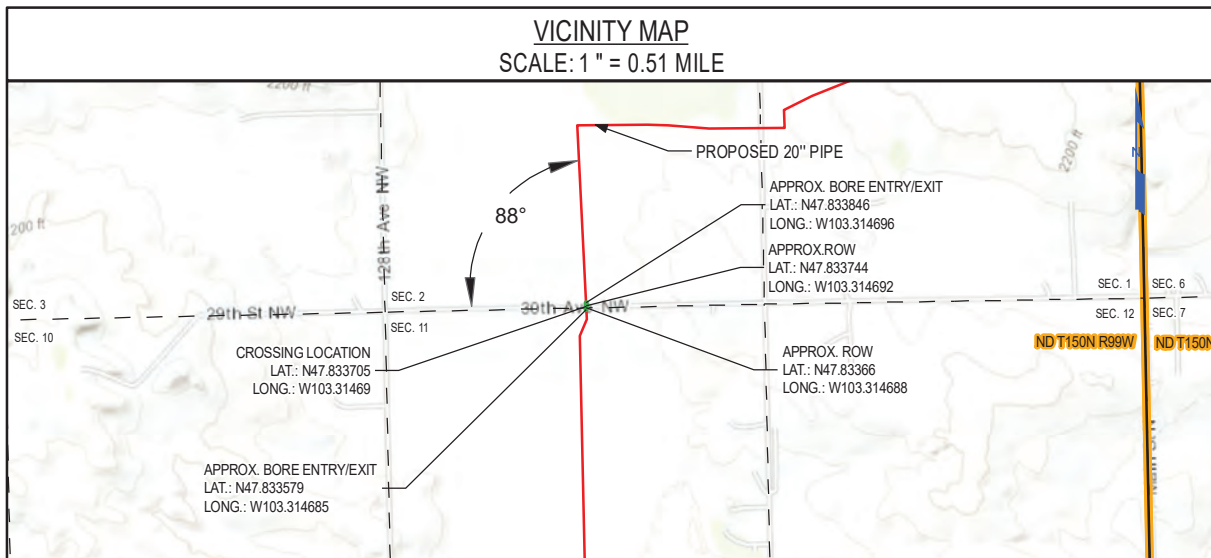 VICINITY MAP
SCALE: 1 " = 0.51 MILE
2200 ft
PROPOSED 20" PIPE
2200 ft
128th Ave NW
88°
APPROX. BORE ENTRY/EXIT
LAT.: N47.833846
LONG.: W103.314696
200 ft
APPROX.ROW
LAT.: N47.833744
LONG.: W103.314692
SEC. 3
SEC. 2
SEC. 1
SEC. 6
29th St NW
30th Ave NW
SEC. 10
SEC. 11
SEC. 12
SEC. 7
ND T150N R99W
ND T150N
CROSSING LOCATION
LAT.: N47.833705
LONG.: W103.31469
APPROX. ROW
LAT.: N47.83366
LONG.: W103.314688
APPROX. BORE ENTRY/EXIT
LAT.: N47.833579
LONG.: W103.314685